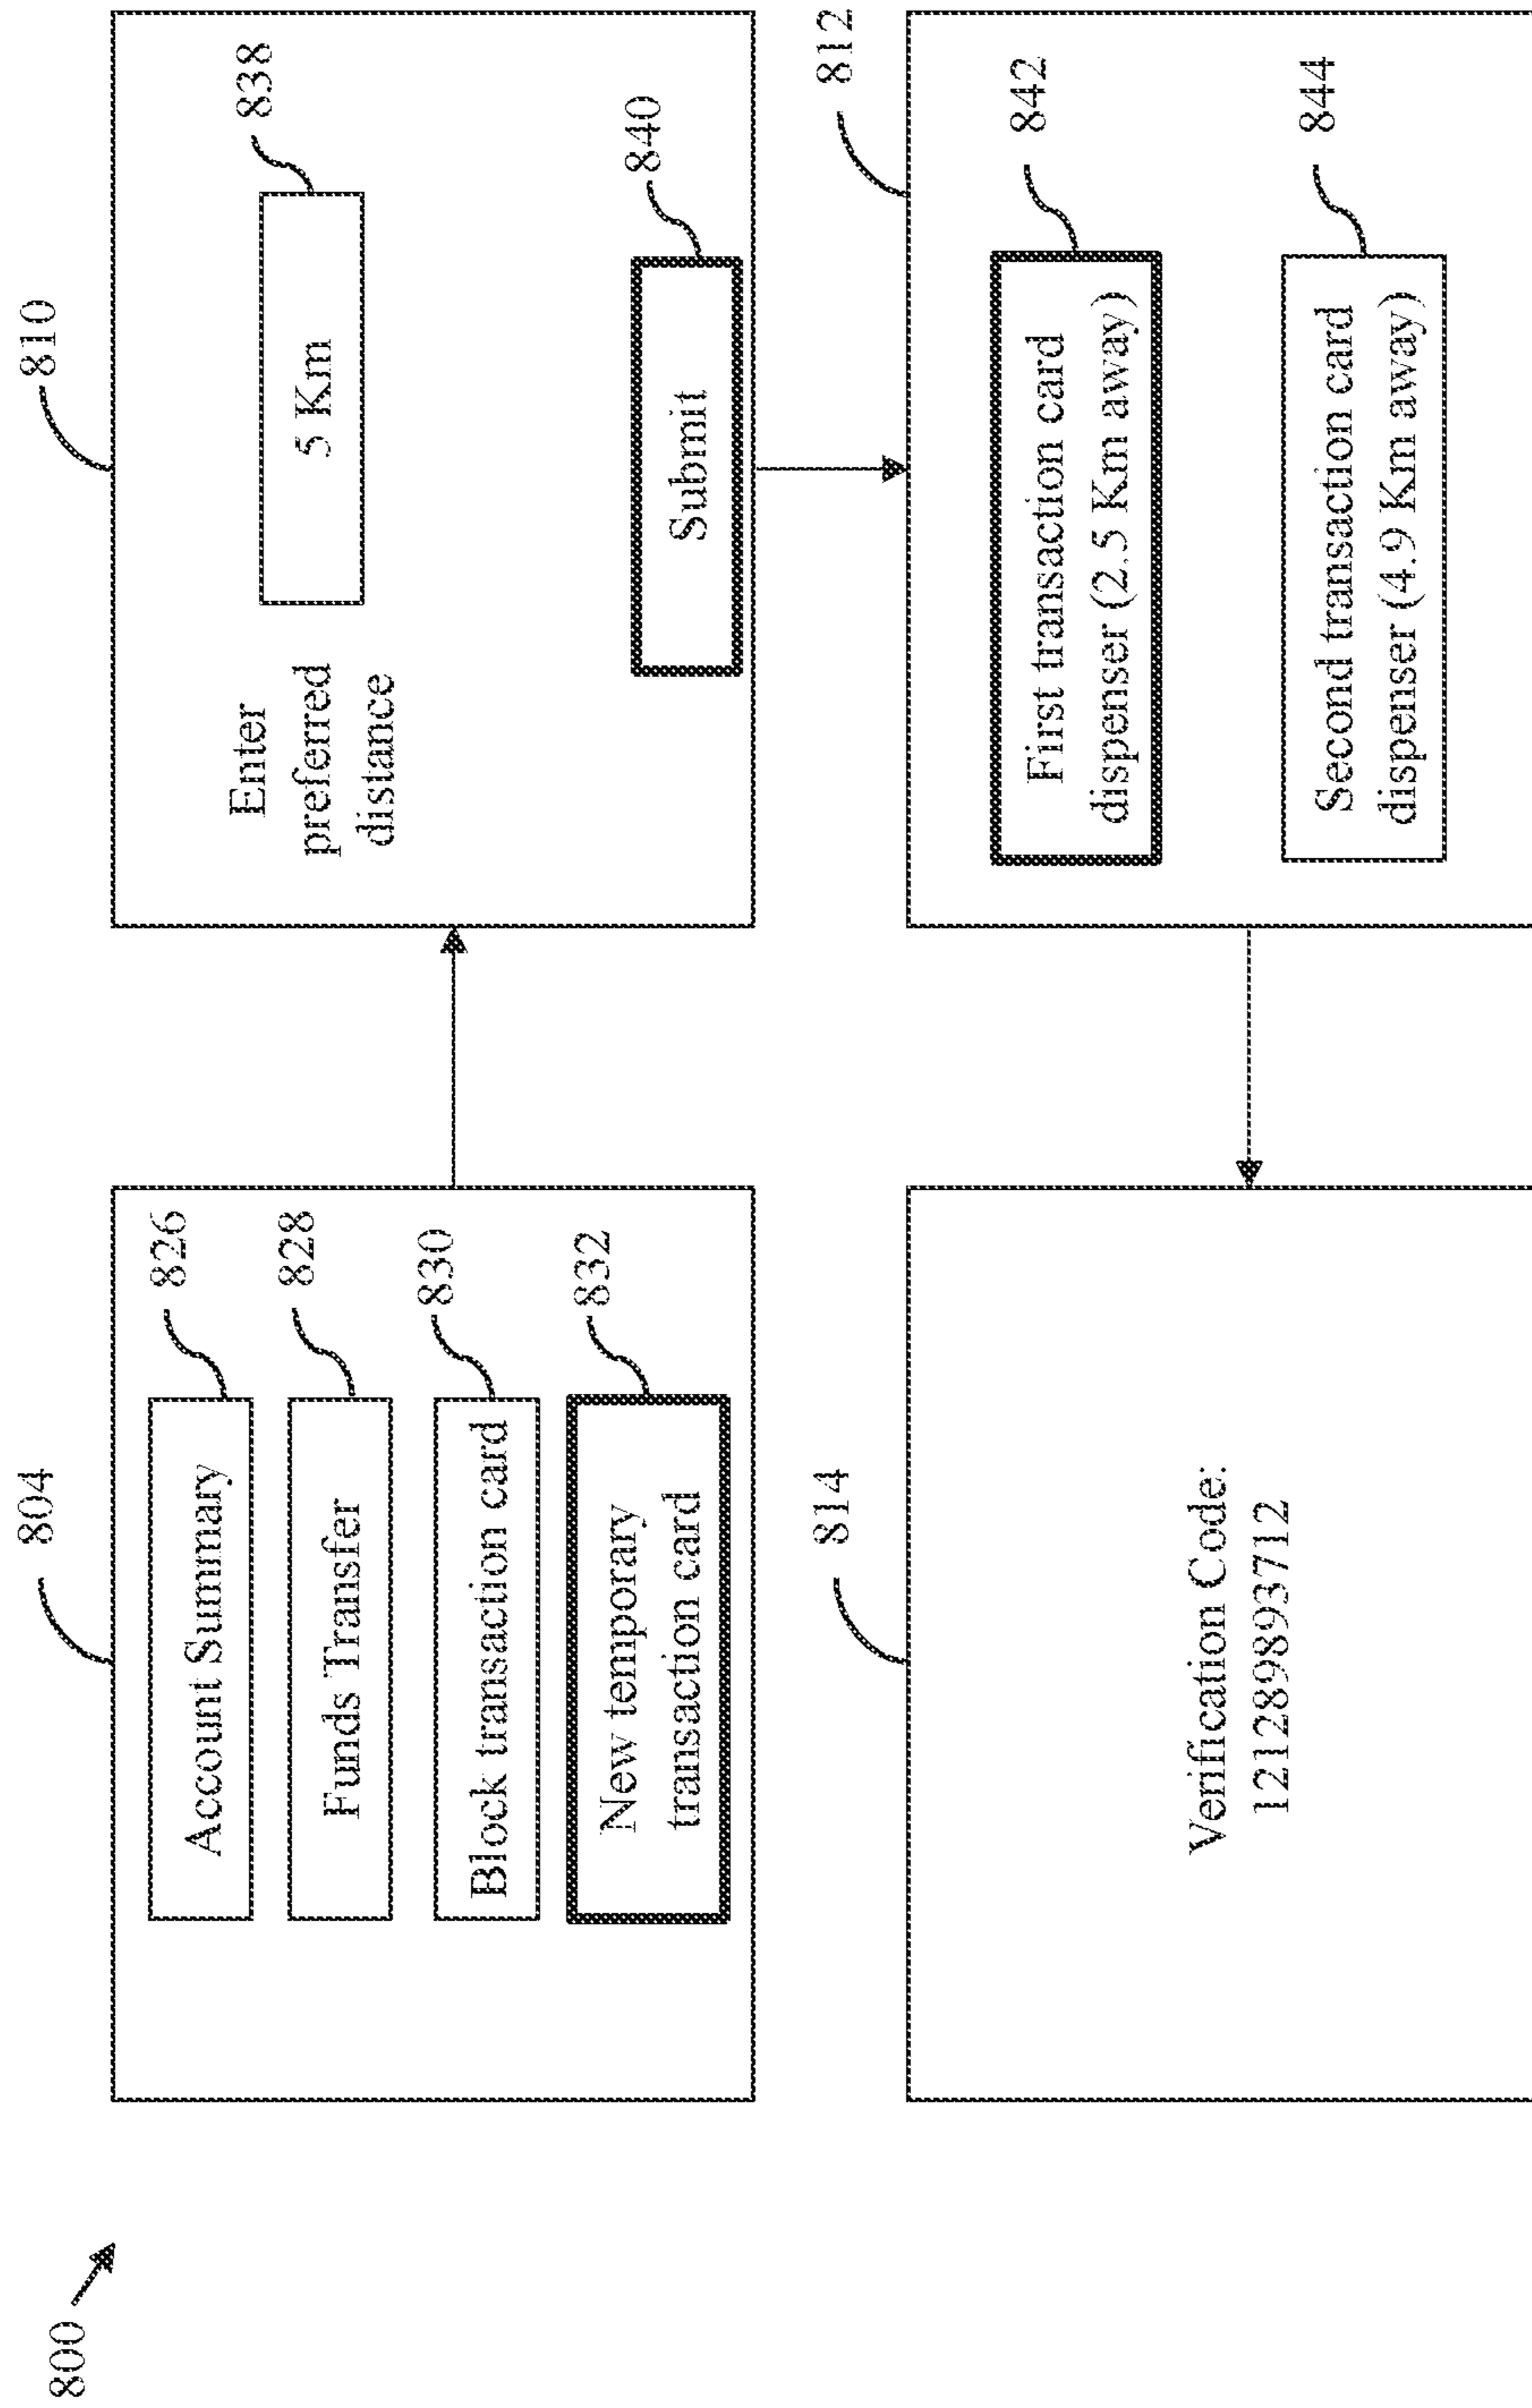 800
804
Account Summary
826
Funds Transfer
828
Block transaction card
830
New temporary
transaction card
832
810
Enter
preferred
distance
5 Km
838
Submit
840
812
First transaction card
dispenser (2.5 Km away)
842
Second transaction card
dispenser (4.9 Km away)
844
814
Verification Code:
121289893712